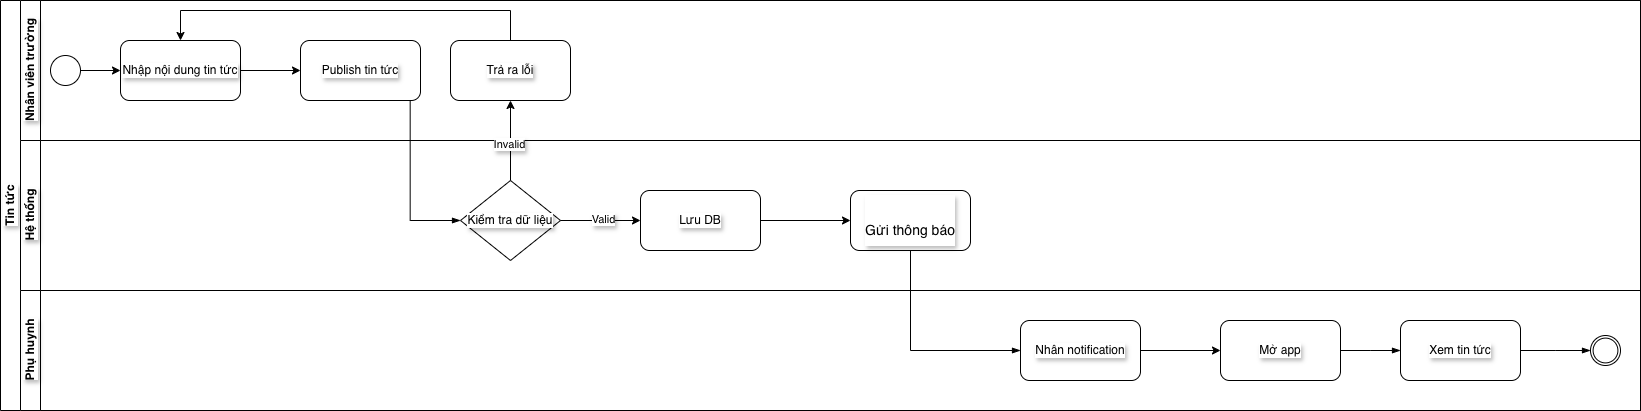 Tin tức
Nhân viên trường
Nhập nội dung tin tức
Publish tin tức
Trả ra lỗi
Invalid
Hệ thống
Kiểm tra dữ liệu
Valid
Lưu DB
Gửi thông báo
Phụ huynh
Nhân notification
Mở app
Xem tin tức